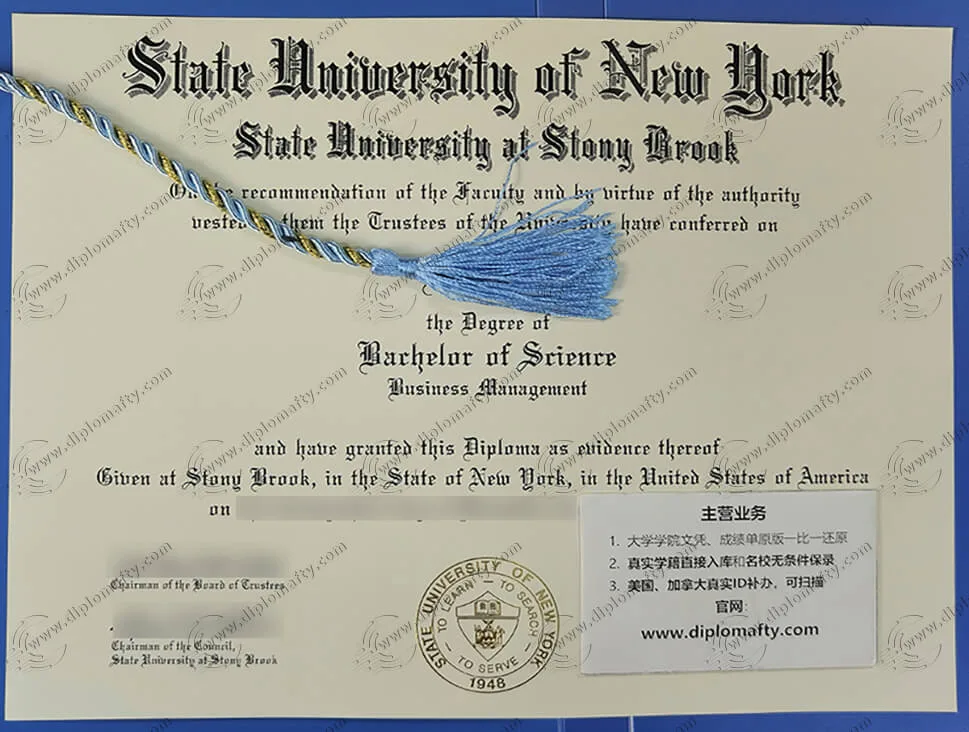 State University of New York
State University at Stony Brook
recommendation of the Faculty and by virtue of the authority
them the Trustees of the University have conferred on
the Degree of
Bachelor of Science
Business Management
and have granted this Diploma as evidence thereof
Given at Stony Brook, in the State of New York, in the United States of America
on
Chairman of the Board of Trustees
Chairman of the Council,
State University at Stony Brook
STATE UNIVERSITY OF NEW YORK
TO LEARN – TO SEARCH – TO SERVE
1948
主营业务
1. 大学学院文凭、成绩单原版一比一还原
2. 真实学籍直接入库和名校无条件保录
3. 美国、加拿大真实ID补办，可扫描
官网:
www.diplomafty.com
www.diplomafty.com